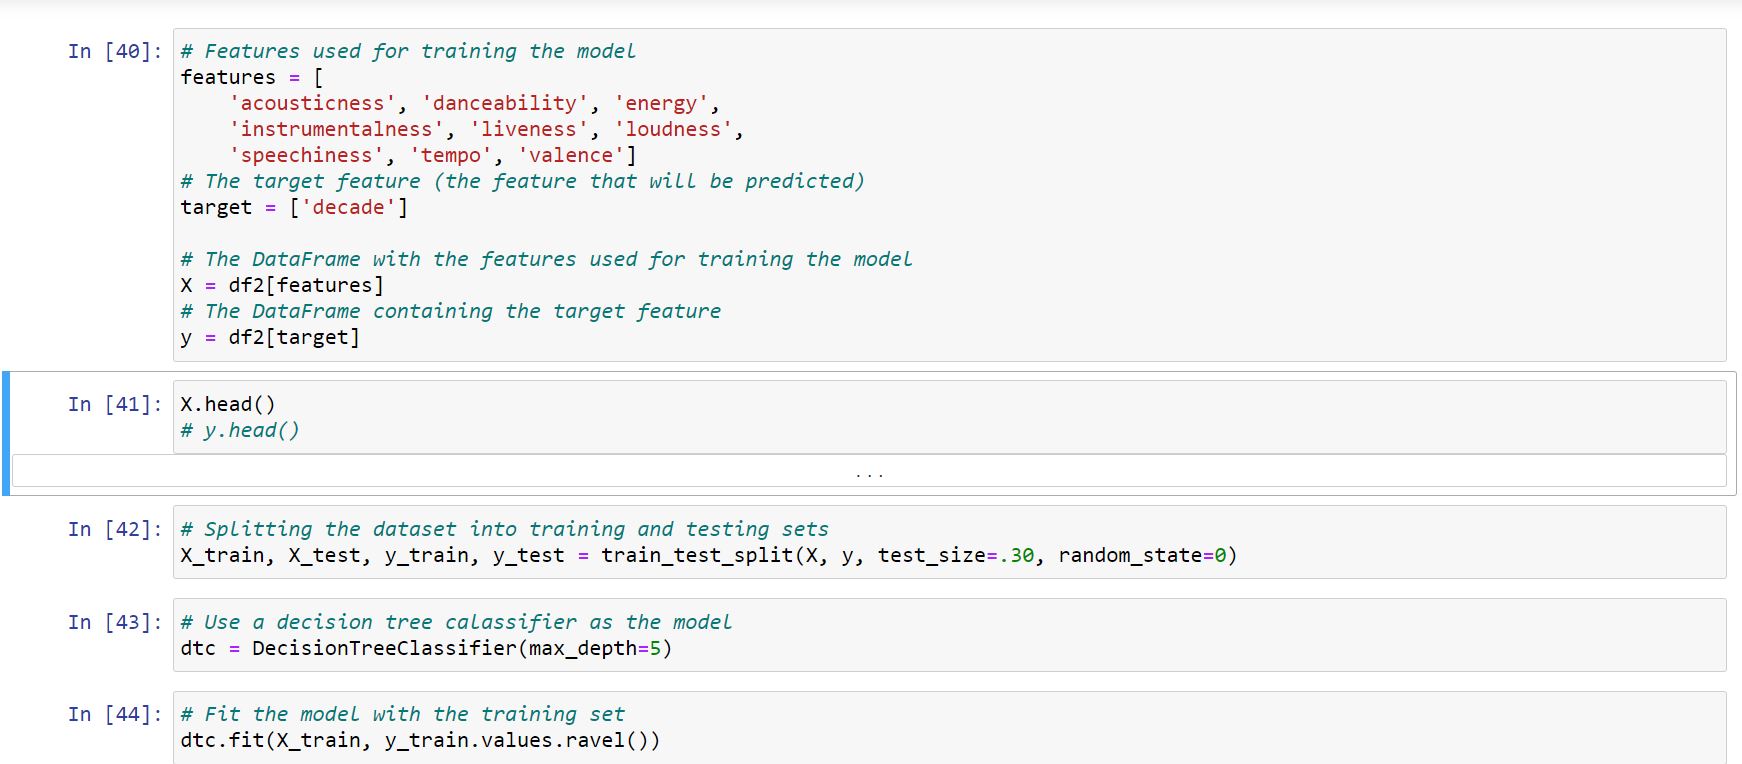 In [40]: # Features used for training the model
features = [
    'acousticness', 'danceability', 'energy',
    'instrumentalness', 'liveness', 'loudness',
    'speechiness', 'tempo', 'valence']
# The target feature (the feature that will be predicted)
target = ['decade']
# The DataFrame with the features used for training the model
X = df2[features]
# The DataFrame containing the target feature
y = df2[target]
In [41]: X.head()
# y.head()
...
In [42]: # Splitting the dataset into training and testing sets
X_train, X_test, y_train, y_test = train_test_split(X, y, test_size=.30, random_state=0)
In [43]: # Use a decision tree calassifier as the model
dtc = DecisionTreeClassifier(max_depth=5)
In [44]: # Fit the model with the training set
dtc.fit(X_train, y_train.values.ravel())